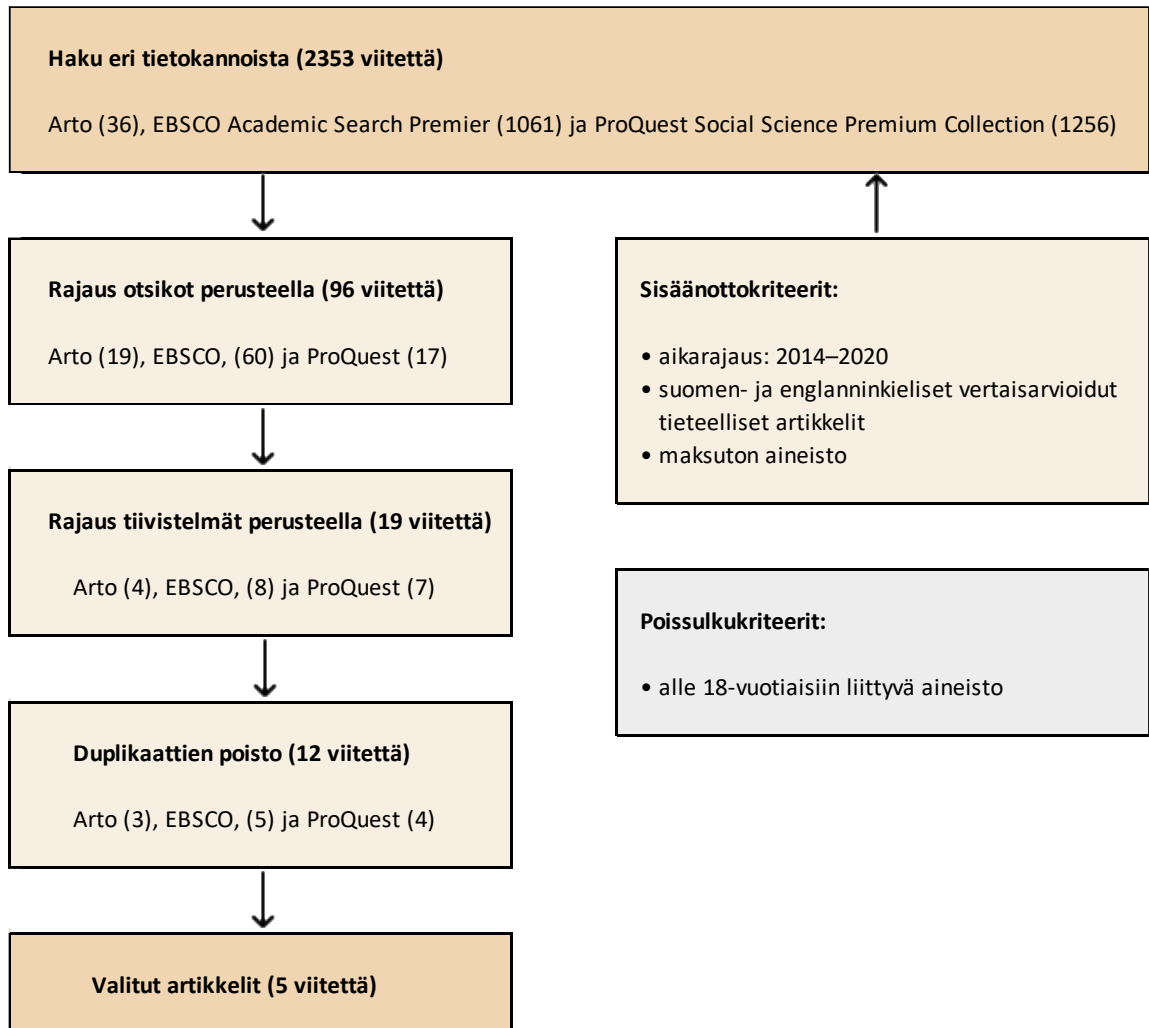 Haku eri tietokannoista (2353 viitettä)
Arto (36), EBSCO Academic Search Premier (1061) ja ProQuest Social Science Premium Collection (1256)
Rajaus otsikot perusteella (96 viitettä)
Arto (19), EBSCO, (60) ja ProQuest (17)
Rajaus tiivistelmät perusteella (19 viitettä)
Arto (4), EBSCO, (8) ja ProQuest (7)
Duplikaattien poisto (12 viitettä)
Arto (3), EBSCO, (5) ja ProQuest (4)
Valitut artikkelit (5 viitettä)
Sisäänottokriteerit:
• aikarajaus: 2014–2020
• suomen- ja englanninkieliset vertaisarvioidut
tieteelliset artikkelit
• maksuton aineisto
Poissulkukriteerit:
• alle 18-vuotiaisiin liittyvä aineisto